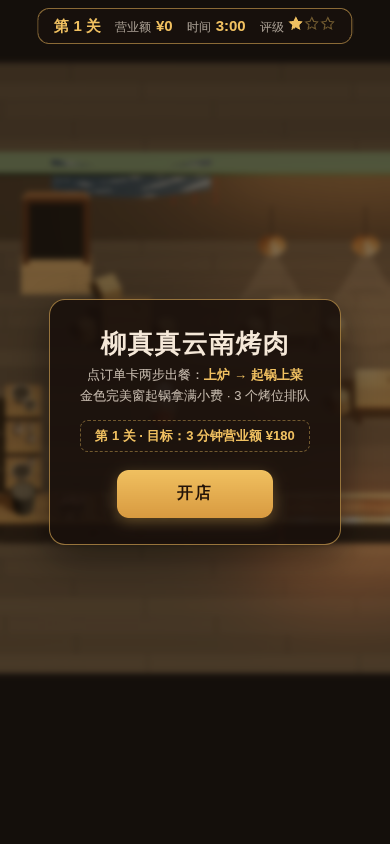 第 1 关 营业额 ¥0 时间 3:00 评级 ★☆☆
柳真真云南烤肉
点订单卡两步出餐：上炉 → 起锅上菜
金色完美窗起锅拿满小费 · 3 个烤位排队
第 1 关 · 目标：3 分钟营业额 ¥180
开店